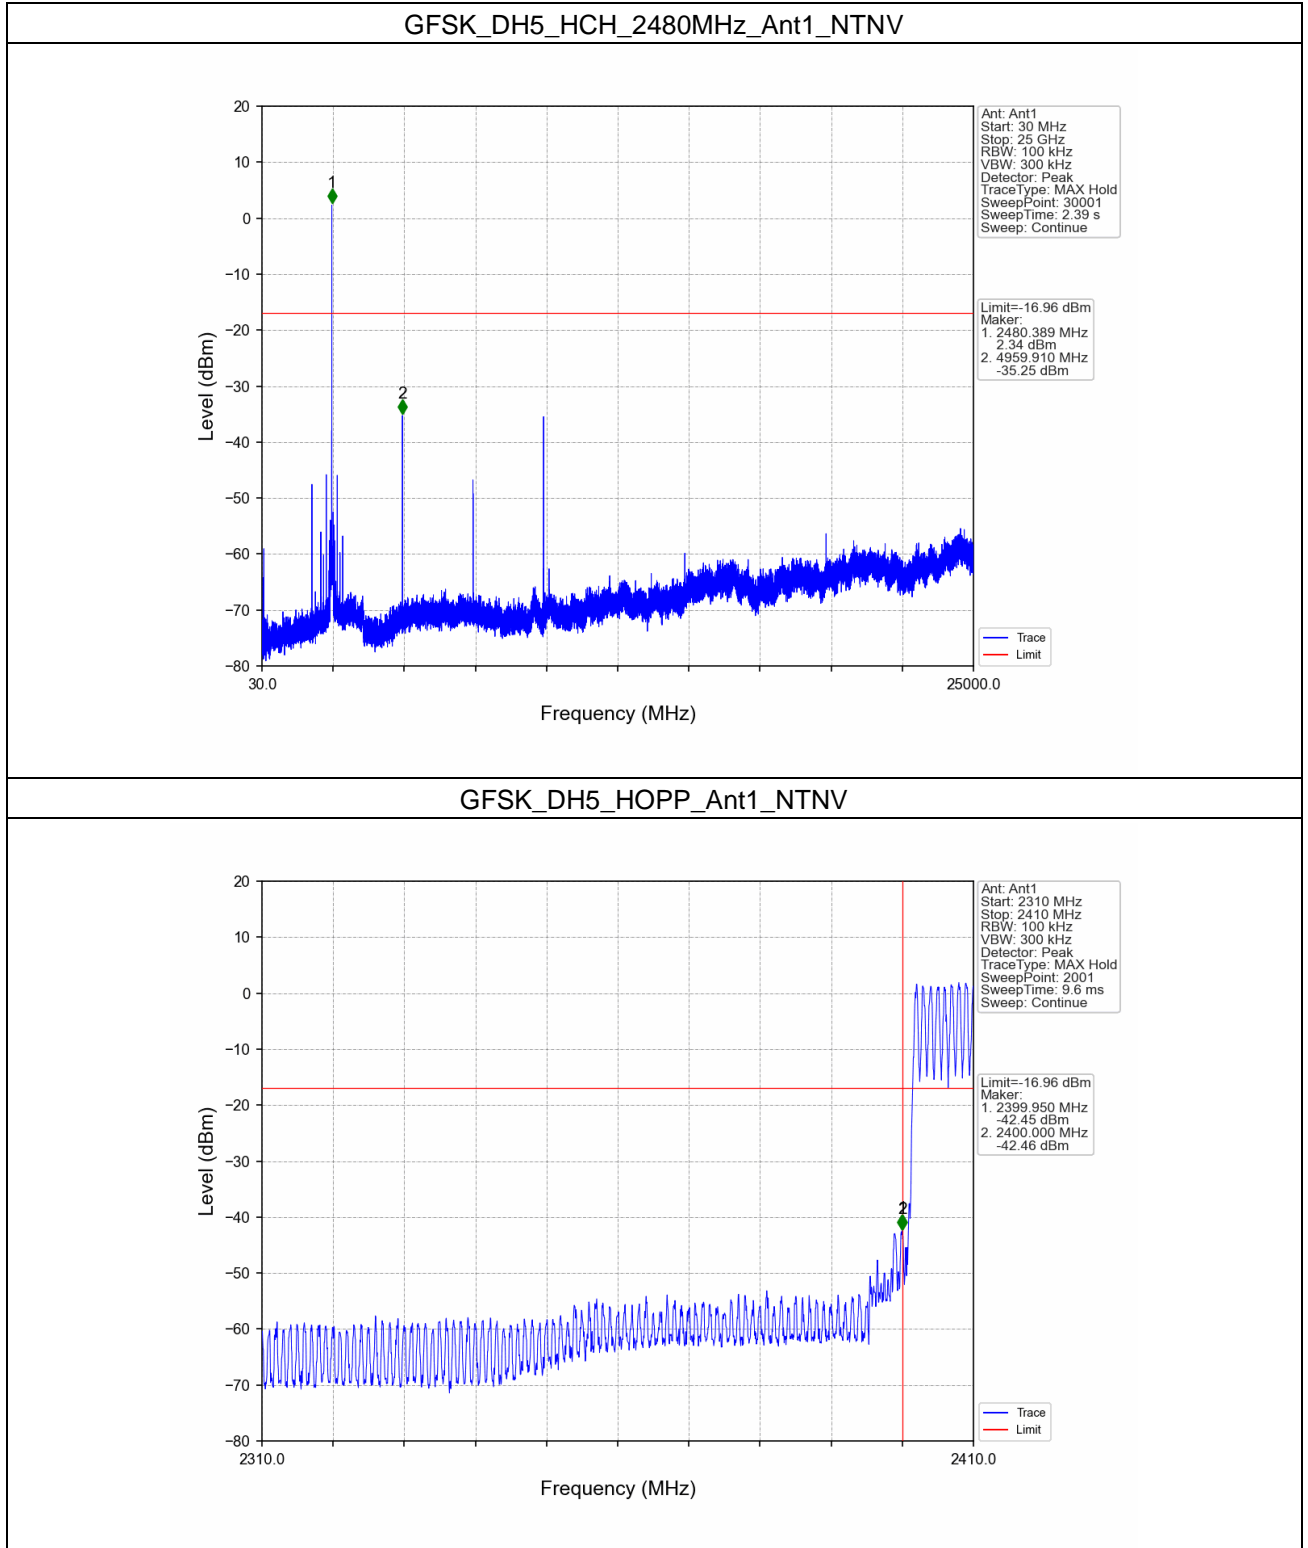 GFSK_DH5_HCH_2480MHz_Ant1_NTNV
20
10
0
−10
−20
−30
−40
−50
−60
−70
−80
Level (dBm)
1
2
30.0
25000.0
Frequency (MHz)
Ant: Ant1
Start: 30 MHz
Stop: 25 GHz
RBW: 100 kHz
VBW: 300 kHz
Detector: Peak
TraceType: MAX Hold
SweepPoint: 30001
SweepTime: 2.39 s
Sweep: Continue
Limit=-16.96 dBm
Maker:
1. 2480.389 MHz
2.34 dBm
2. 4959.910 MHz
-35.25 dBm
Trace
Limit
GFSK_DH5_HOPP_Ant1_NTNV
20
10
0
−10
−20
−30
−40
−50
−60
−70
−80
Level (dBm)
1
2
2310.0
2410.0
Frequency (MHz)
Ant: Ant1
Start: 2310 MHz
Stop: 2410 MHz
RBW: 100 kHz
VBW: 300 kHz
Detector: Peak
TraceType: MAX Hold
SweepPoint: 2001
SweepTime: 9.6 ms
Sweep: Continue
Limit=-16.96 dBm
Maker:
1. 2399.950 MHz
-42.45 dBm
2. 2400.000 MHz
-42.46 dBm
Trace
Limit